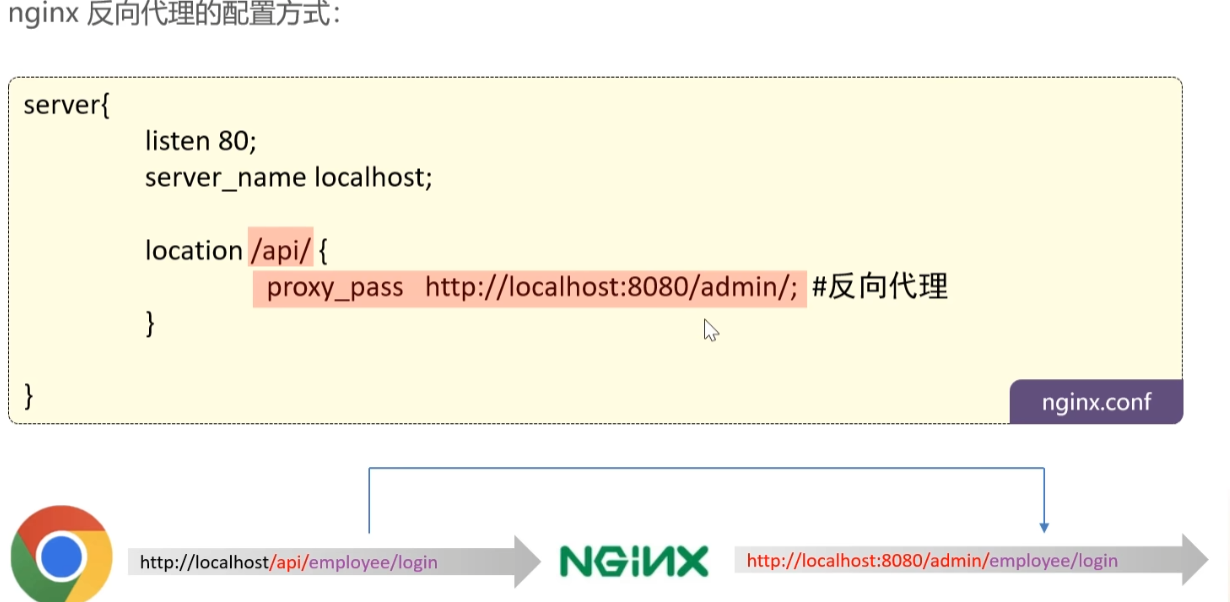 nginx 反向代理的配置方式：
server{
listen 80;
server_name localhost;
location /api/ {
proxy_pass http://localhost:8080/admin/; #反向代理
}
}
nginx.conf
http://localhost/api/employee/login
NGINX
http://localhost:8080/admin/employee/login